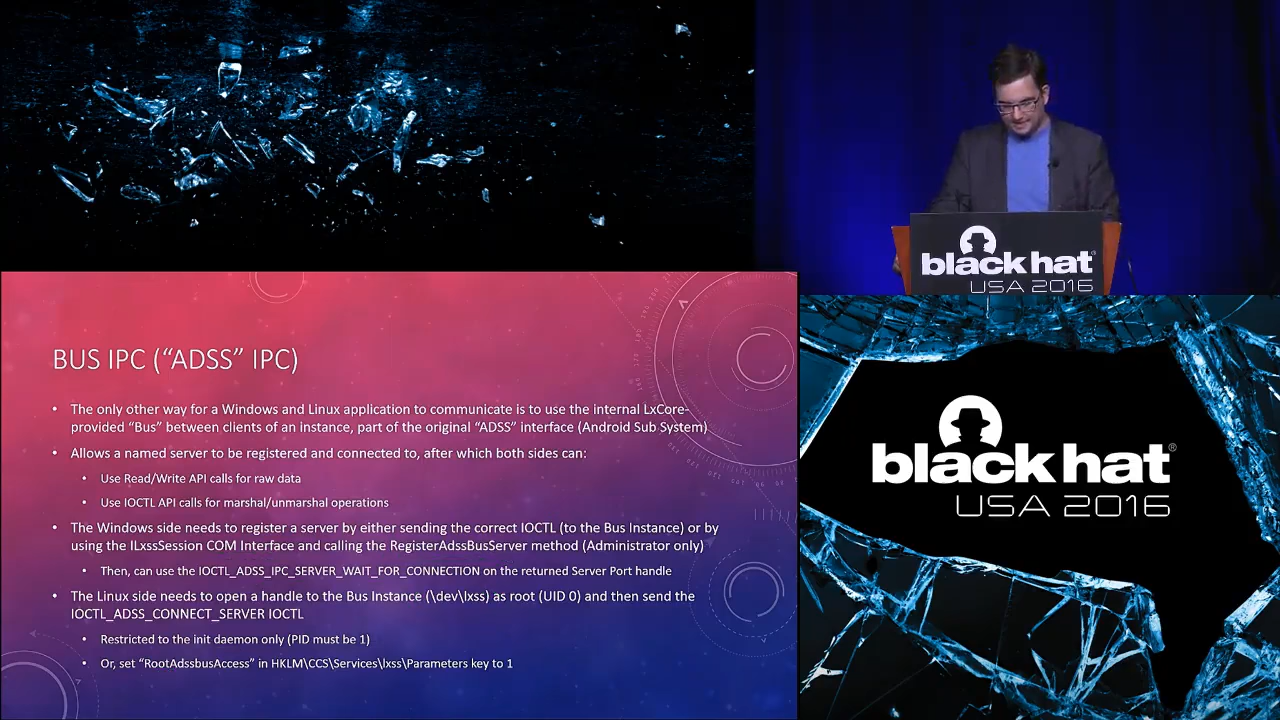 black hat
USA 2016
BUS IPC (“ADSS” IPC)
• The only other way for a Windows and Linux application to communicate is to use the internal LxCore-
provided “Bus” between clients of an instance, part of the original “ADSS” interface (Android Sub System)
• Allows a named server to be registered and connected to, after which both sides can:
• Use Read/Write API calls for raw data
• Use IOCTL API calls for marshal/unmarshal operations
• The Windows side needs to register a server by either sending the correct IOCTL (to the Bus Instance) or by
using the ILxssSession COM Interface and calling the RegisterAdssBusServer method (Administrator only)
• Then, can use the IOCTL_ADSS_IPC_SERVER_WAIT_FOR_CONNECTION on the returned Server Port handle
• The Linux side needs to open a handle to the Bus Instance (\dev\lxss) as root (UID 0) and then send the
IOCTL_ADSS_CONNECT_SERVER IOCTL
• Restricted to the init daemon only (PID must be 1)
• Or, set “RootAdssbusAccess” in HKLM\CCS\Services\lxss\Parameters key to 1
black hat®
USA 2016